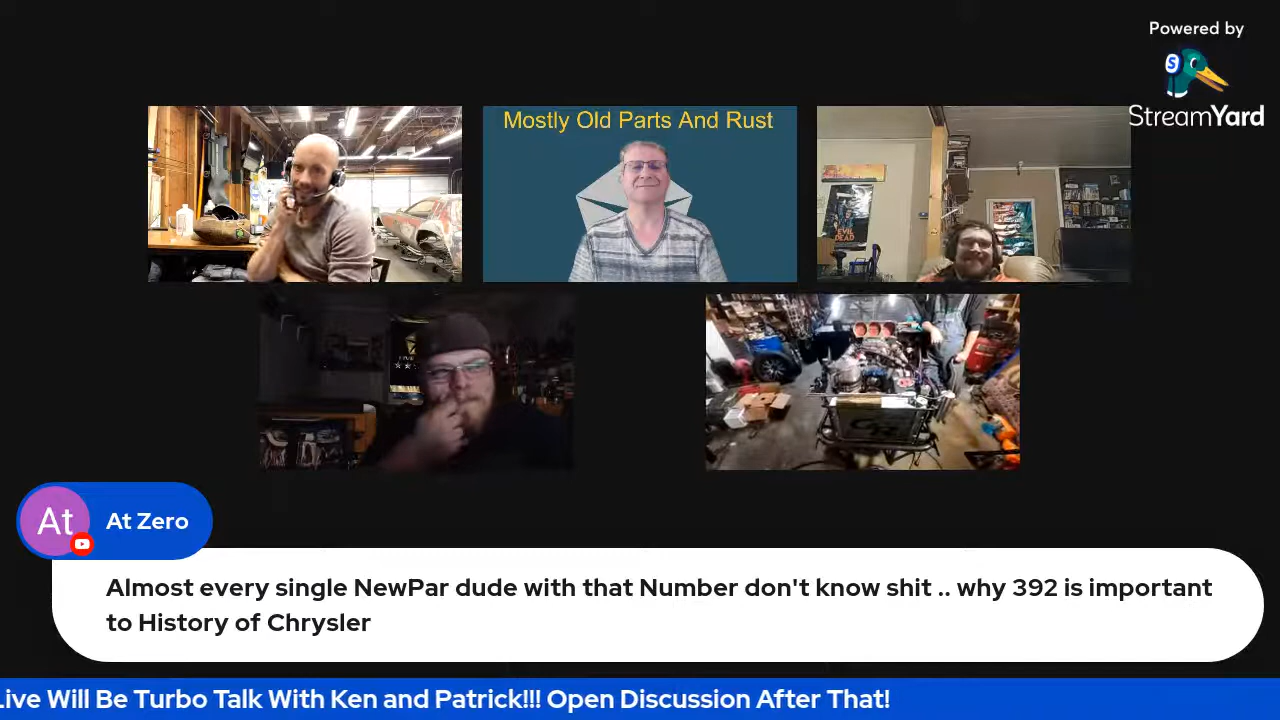 Powered by
S
StreamYard
Mostly Old Parts And Rust
EVIL
DEAD
At
At Zero
Almost every single NewPar dude with that Number don't know shit .. why 392 is important
to History of Chrysler
Live Will Be Turbo Talk With Ken and Patrick!!! Open Discussion After That!